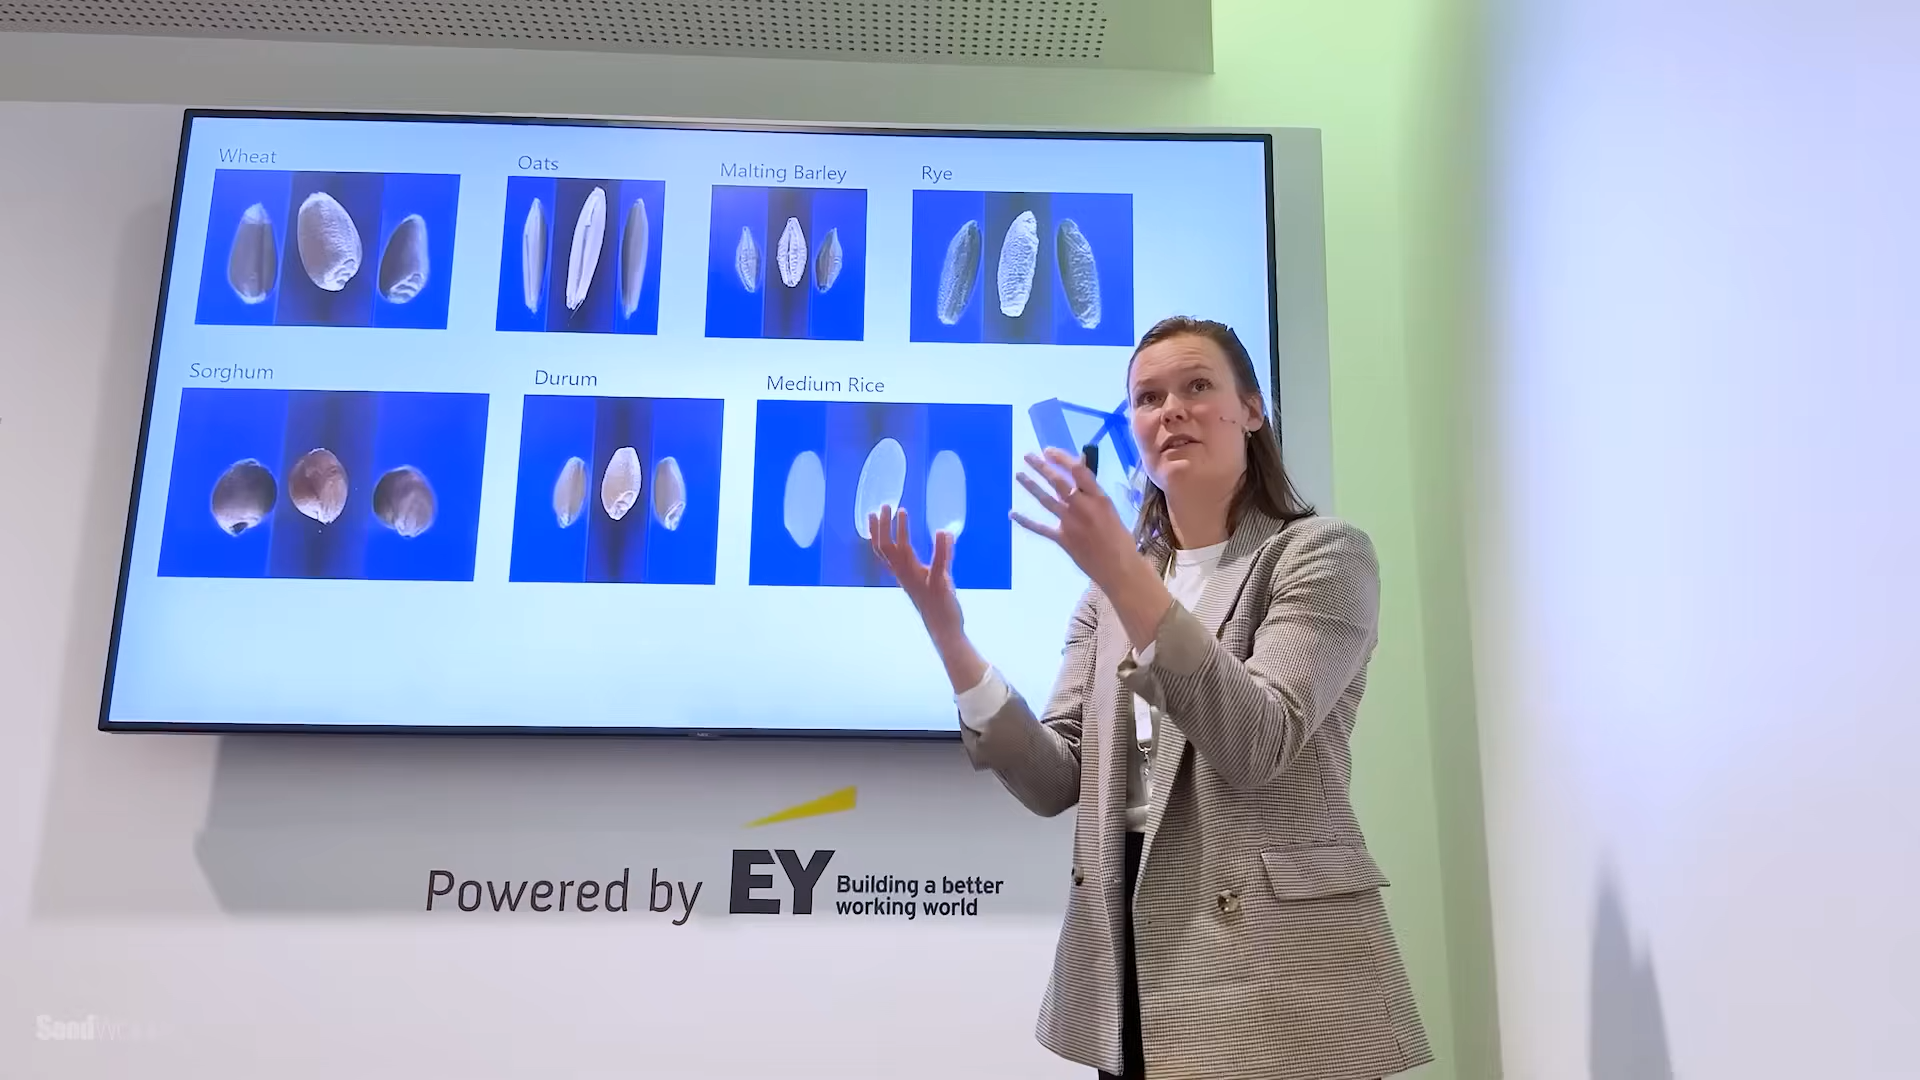 Wheat
Oats
Malting Barley
Rye
Sorghum
Durum
Medium Rice
Powered by
EY
Building a better
working world